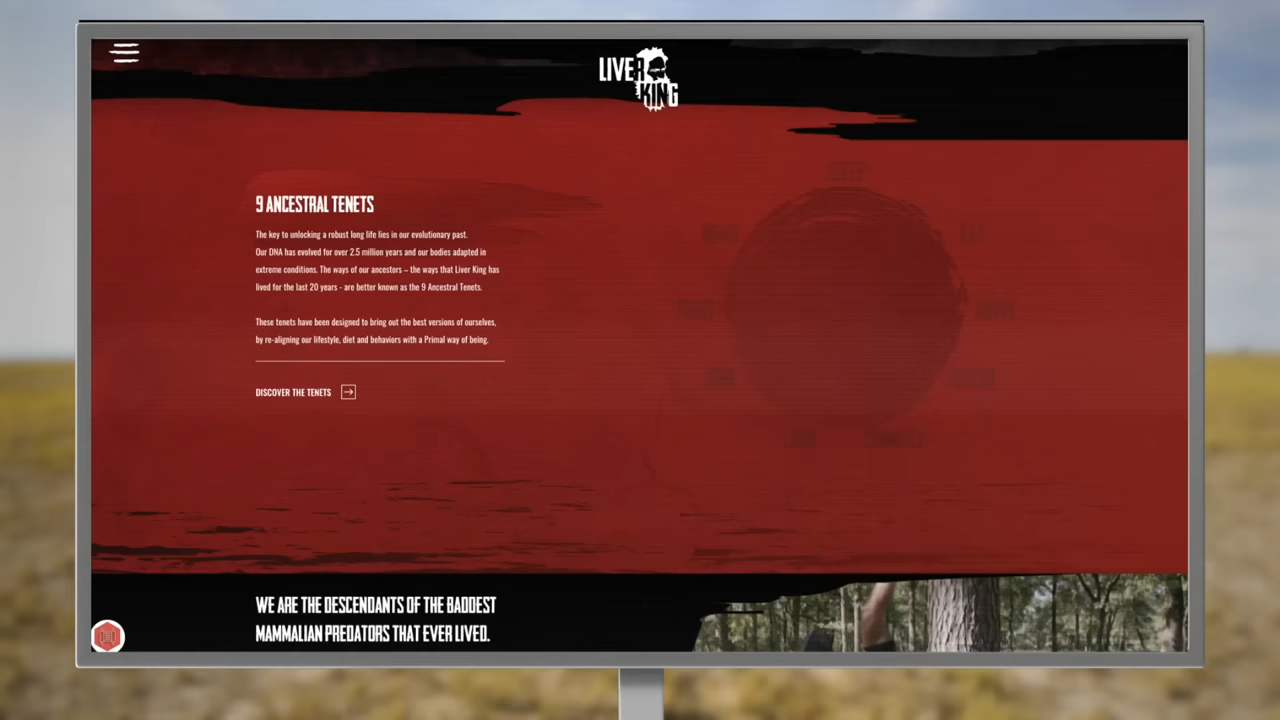 LIVER
KING
9 ANCESTRAL TENETS
The key to unlocking a robust long life lies in our evolutionary past.
Our DNA has evolved for over 2.5 million years and our bodies adapted in
extreme conditions. The ways of our ancestors – the ways that Liver King has
lived for the last 20 years - are better known as the 9 Ancestral Tenets.
These tenets have been designed to bring out the best versions of ourselves,
by re-aligning our lifestyle, diet and behaviors with a Primal way of being.
DISCOVER THE TENETS
WE ARE THE DESCENDANTS OF THE BADDEST
MAMMALIAN PREDATORS THAT EVER LIVED.